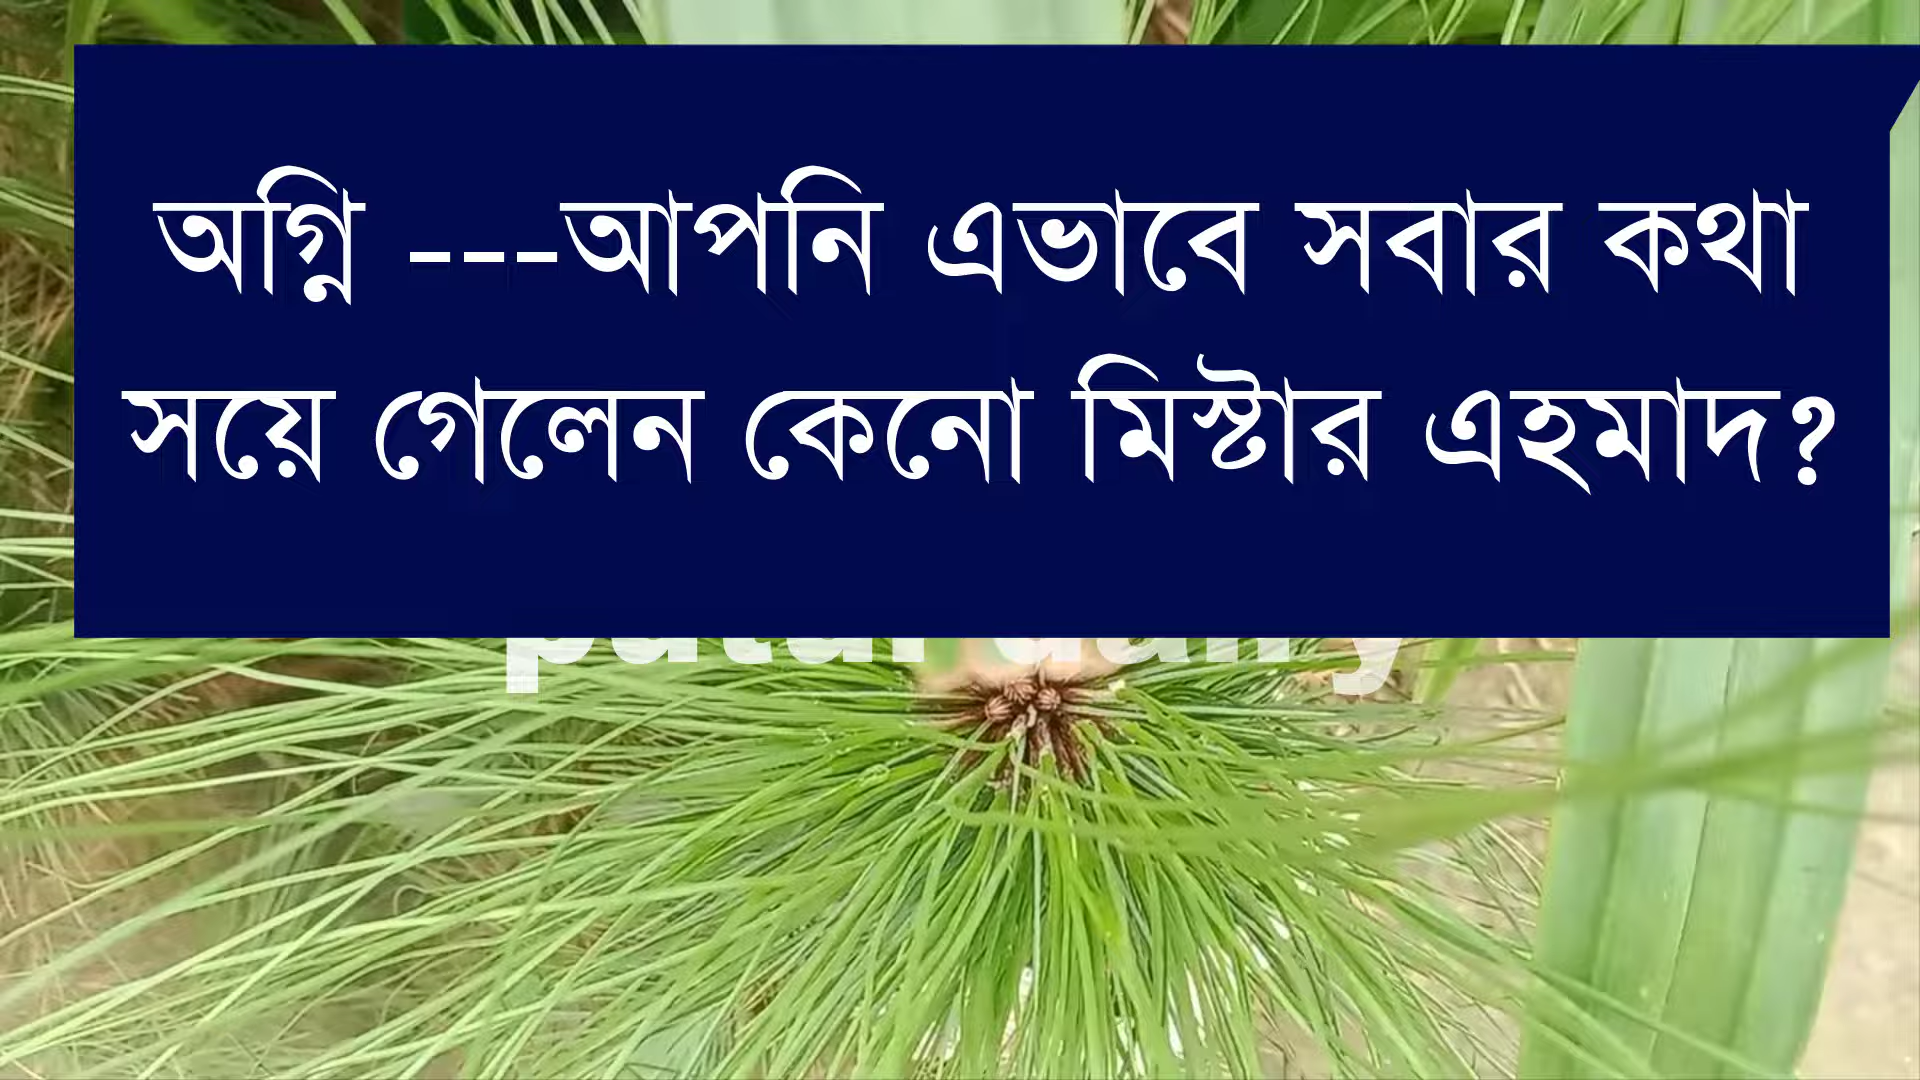 অগ্নি ---আপনি এভাবে সবার কথা
সয়ে গেলেন কেনো মিস্টার এহমাদ?